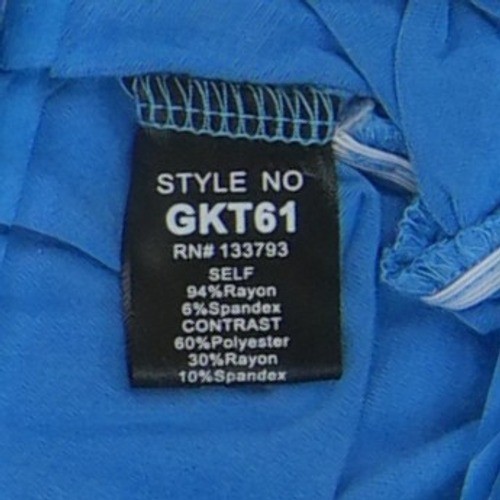 STYLE NO
GKT61
RN# 133793
SELF
94%Rayon
6%Spandex
CONTRAST
60%Polyester
30%Rayon
10%Spandex